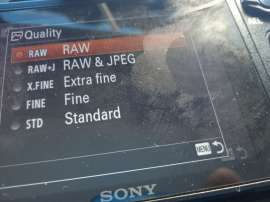 Quality
RAW RAW
RAW+J RAW & JPEG
X.FINE Extra fine
FINE Fine
STD Standard
MENU
SONY